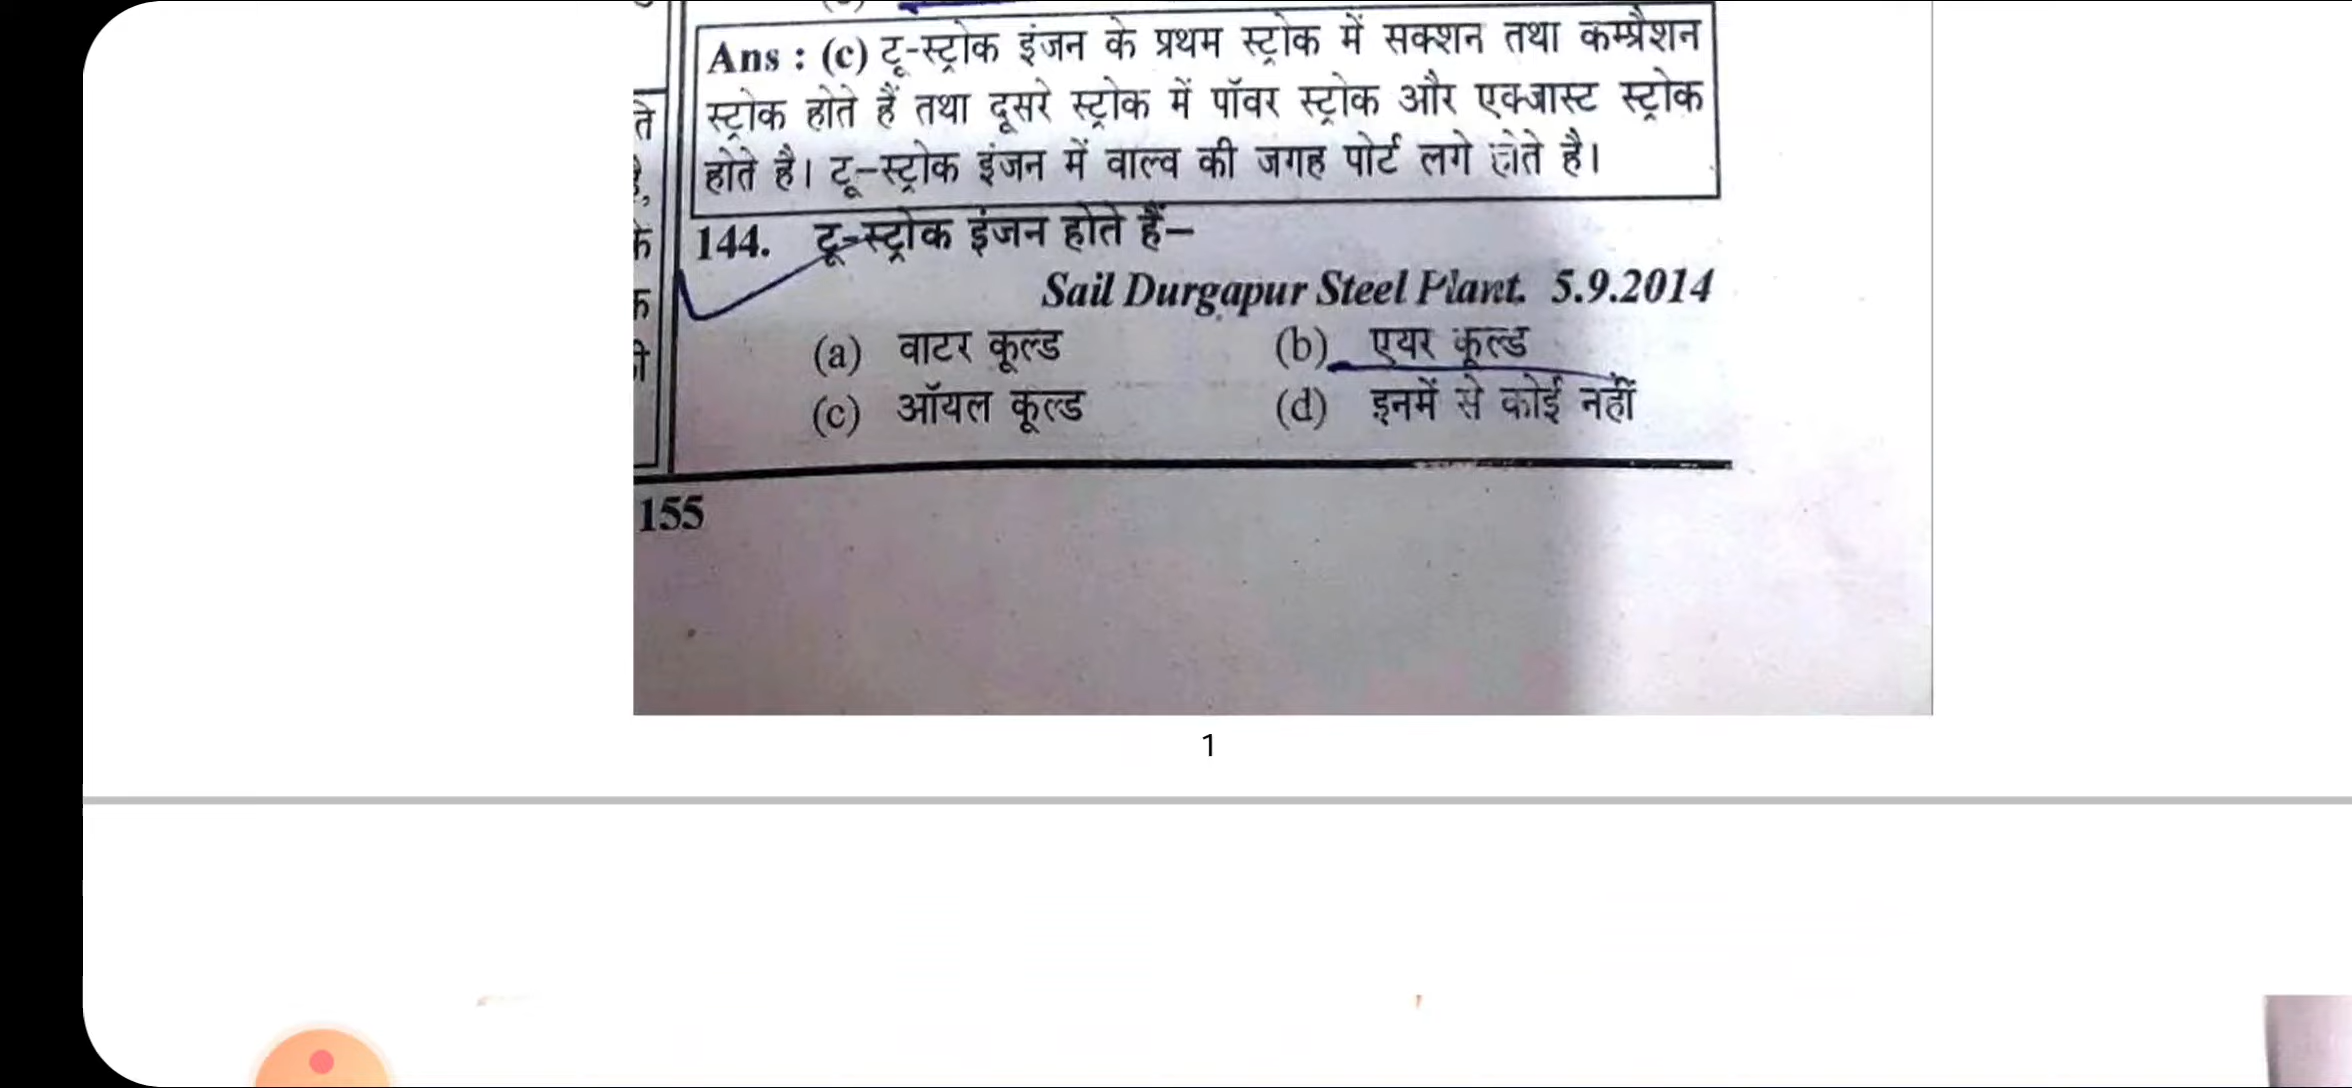 Ans : (c) टू-स्ट्रोक इंजन के प्रथम स्ट्रोक में सक्शन तथा कम्प्रैशन
स्ट्रोक होते हैं तथा दूसरे स्ट्रोक में पॉवर स्ट्रोक और एक्जास्ट स्ट्रोक
होते है। टू-स्ट्रोक इंजन में वाल्व की जगह पोर्ट लगे होते है।
144. टू-स्ट्रोक इंजन होते हैं–
Sail Durgapur Steel Plant. 5.9.2014
(a) वाटर कूल्ड (b) एयर कूल्ड
(c) ऑयल कूल्ड (d) इनमें से कोई नहीं
155
1